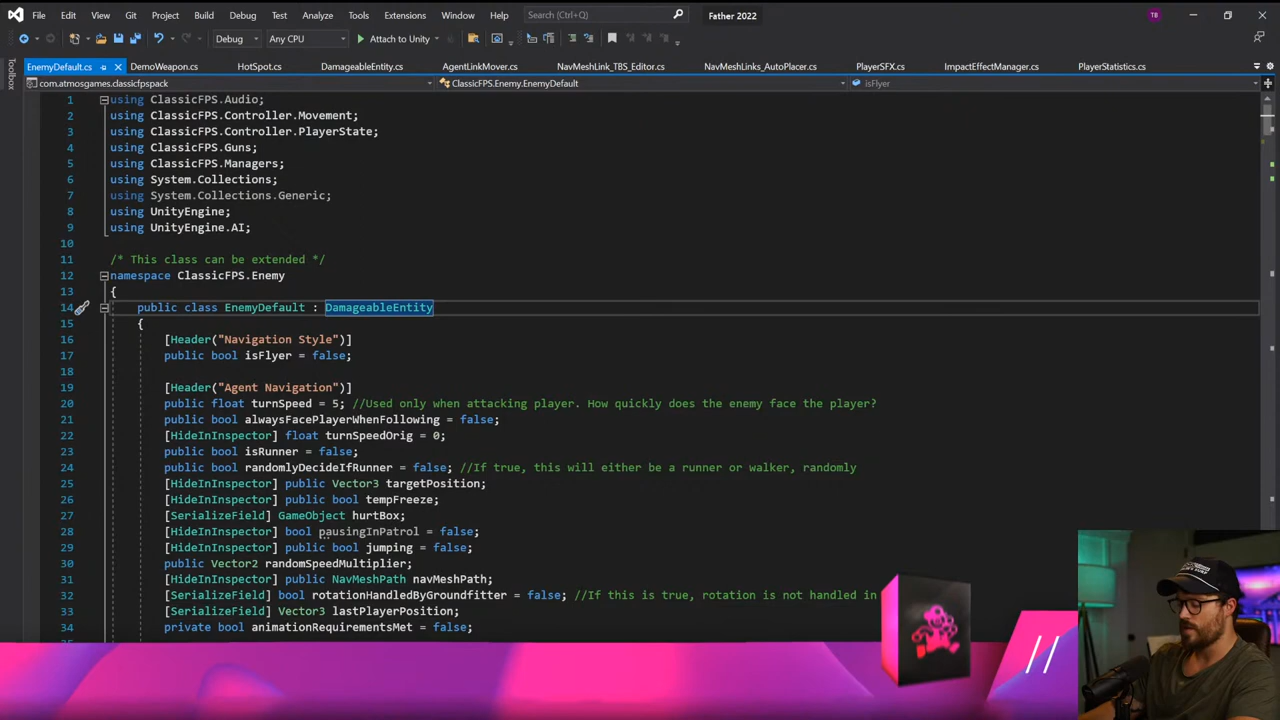 File Edit View Git Project Build Debug Test Analyze Tools Extensions Window Help Search (Ctrl+Q) Father 2022 TB
Debug Any CPU Attach to Unity
Toolbox
EnemyDefault.cs DemoWeapon.cs HotSpot.cs DamageableEntity.cs AgentLinkMover.cs NavMeshLink_TBS_Editor.cs NavMeshLinks_AutoPlacer.cs PlayerSFX.cs ImpactEffectManager.cs PlayerStatistics.cs
com.atmosgames.classicfpspack ClassicFPS.Enemy.EnemyDefault isFlyer
1 using ClassicFPS.Audio;
2 using ClassicFPS.Controller.Movement;
3 using ClassicFPS.Controller.PlayerState;
4 using ClassicFPS.Guns;
5 using ClassicFPS.Managers;
6 using System.Collections;
7 using System.Collections.Generic;
8 using UnityEngine;
9 using UnityEngine.AI;
10
11 /* This class can be extended */
12 namespace ClassicFPS.Enemy
13 {
14 public class EnemyDefault : DamageableEntity
15 {
16 [Header("Navigation Style")]
17 public bool isFlyer = false;
18
19 [Header("Agent Navigation")]
20 public float turnSpeed = 5; //Used only when attacking player. How quickly does the enemy face the player?
21 public bool alwaysFacePlayerWhenFollowing = false;
22 [HideInInspector] float turnSpeedOrig = 0;
23 public bool isRunner = false;
24 public bool randomlyDecideIfRunner = false; //If true, this will either be a runner or walker, randomly
25 [HideInInspector] public Vector3 targetPosition;
26 [HideInInspector] public bool tempFreeze;
27 [SerializeField] GameObject hurtBox;
28 [HideInInspector] bool pausingInPatrol = false;
29 [HideInInspector] public bool jumping = false;
30 public Vector2 randomSpeedMultiplier;
31 [HideInInspector] public NavMeshPath navMeshPath;
32 [SerializeField] bool rotationHandledByGroundfitter = false; //If this is true, rotation is not handled in
33 [SerializeField] Vector3 lastPlayerPosition;
34 private bool animationRequirementsMet = false;
//